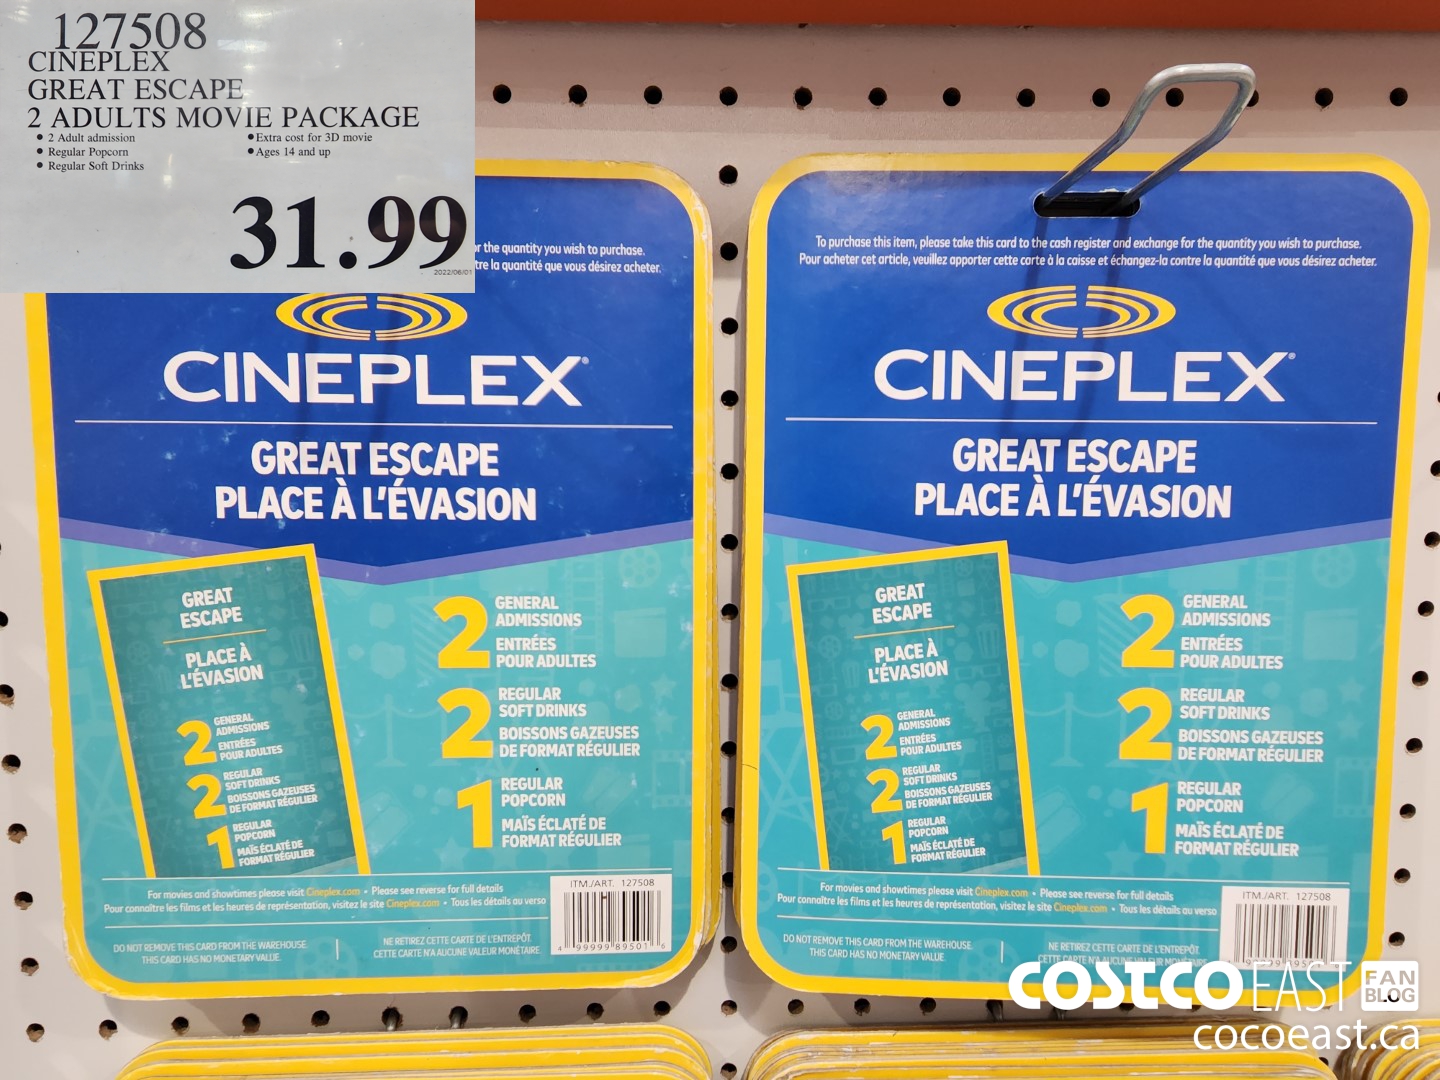 127508
CINEPLEX
GREAT ESCAPE
2 ADULTS MOVIE PACKAGE
• 2 Adult admission
• Regular Popcorn
• Regular Soft Drinks
• Extra cost for 3D movie
• Ages 14 and up
31.99
2022/06/01
r the quantity you wish to purchase.
tre la quantité que vous désirez acheter.
CINEPLEX
GREAT ESCAPE
PLACE À L'ÉVASION
GREAT
ESCAPE
PLACE À
L'ÉVASION
2 GENERAL
ADMISSIONS
ENTRÉES
POUR ADULTES
2 REGULAR
SOFT DRINKS
BOISSONS GAZEUSES
DE FORMAT RÉGULIER
1 REGULAR
POPCORN
MAÏS ÉCLATÉ DE
FORMAT RÉGULIER
2 GENERAL
ADMISSIONS
ENTRÉES
POUR ADULTES
2 REGULAR
SOFT DRINKS
BOISSONS GAZEUSES
DE FORMAT RÉGULIER
1 REGULAR
POPCORN
MAÏS ÉCLATÉ DE
FORMAT RÉGULIER
For movies and showtimes please visit Cineplex.com • Please see reverse for full details
Pour connaître les films et les heures de représentation, visitez le site Cineplex.com • Tous les détails au verso
DO NOT REMOVE THIS CARD FROM THE WAREHOUSE.
THIS CARD HAS NO MONETARY VALUE.
NE RETIREZ CETTE CARTE DE L'ENTREPÔT.
CETTE CARTE N'A AUCUNE VALEUR MONÉTAIRE.
ITM./ART. 127508
4 99999 89501 6
To purchase this item, please take this card to the cash register and exchange for the quantity you wish to purchase.
Pour acheter cet article, veuillez apporter cette carte à la caisse et échangez-la contre la quantité que vous désirez acheter.
CINEPLEX
GREAT ESCAPE
PLACE À L'ÉVASION
GREAT
ESCAPE
PLACE À
L'ÉVASION
2 GENERAL
ADMISSIONS
ENTRÉES
POUR ADULTES
2 REGULAR
SOFT DRINKS
BOISSONS GAZEUSES
DE FORMAT RÉGULIER
1 REGULAR
POPCORN
MAÏS ÉCLATÉ DE
FORMAT RÉGULIER
2 GENERAL
ADMISSIONS
ENTRÉES
POUR ADULTES
2 REGULAR
SOFT DRINKS
BOISSONS GAZEUSES
DE FORMAT RÉGULIER
1 REGULAR
POPCORN
MAÏS ÉCLATÉ DE
FORMAT RÉGULIER
For movies and showtimes please visit Cineplex.com • Please see reverse for full details
Pour connaître les films et les heures de représentation, visitez le site Cineplex.com • Tous les détails au verso
DO NOT REMOVE THIS CARD FROM THE WAREHOUSE.
THIS CARD HAS NO MONETARY VALUE.
NE RETIREZ CETTE CARTE DE L'ENTREPÔT.
CETTE CARTE N'A AUCUNE VALEUR
ITM./ART. 127508
COSTCO EAST FAN
BLOG
cocoeast.ca